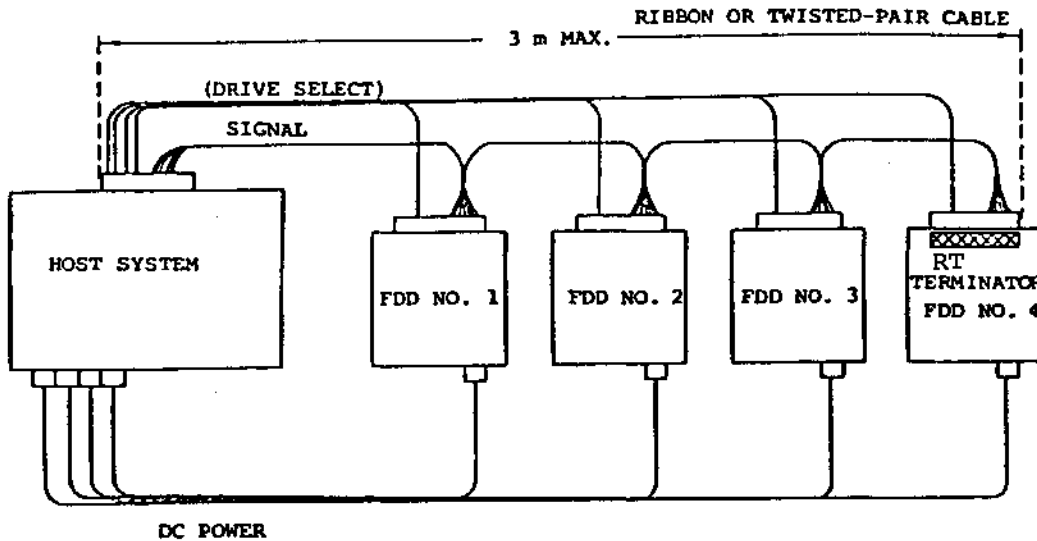 RIBBON OR TWISTED-PAIR CABLE
3 m MAX.
(DRIVE SELECT)
SIGNAL
HOST SYSTEM
FDD NO. 1
FDD NO. 2
FDD NO. 3
RT
TERMINATOR
FDD NO. 4
DC POWER